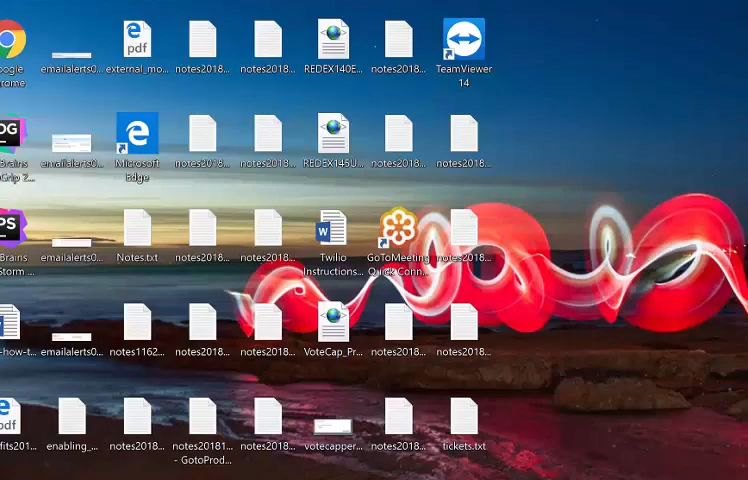 oogle
emailalerts0...
external_mo...
notes2018...
notes2018...
REDEX140E...
notes2018...
TeamViewer
hrome
14
DG
Brains
emailalerts0...
Microsoft
notes2018...
notes2018...
REDEX145U...
notes2018...
notes2018...
Grip 2...
Edge
PS
Brains
emailalerts0...
Notes.txt
notes2018...
notes2018...
Twilio
GoToMeeting
notes2018...
Storm ...
Instructions...
Quick Conn...
-how-t...
emailalerts0...
notes1162...
notes2018...
notes2018...
VoteCap_Pr...
notes2018...
notes2018...
pdf
fits201...
enabling_...
notes2018...
notes20181...
notes2018...
votecapper...
notes2018...
tickets.txt
- GotoProd...